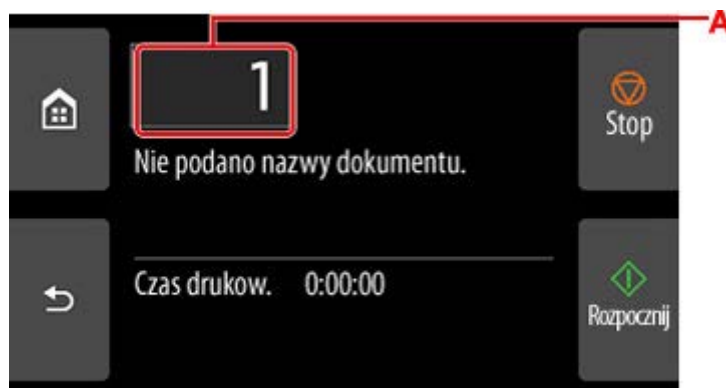 A
1
Stop
Nie podano nazwy dokumentu.
Czas drukow. 0:00:00
Rozpocznij